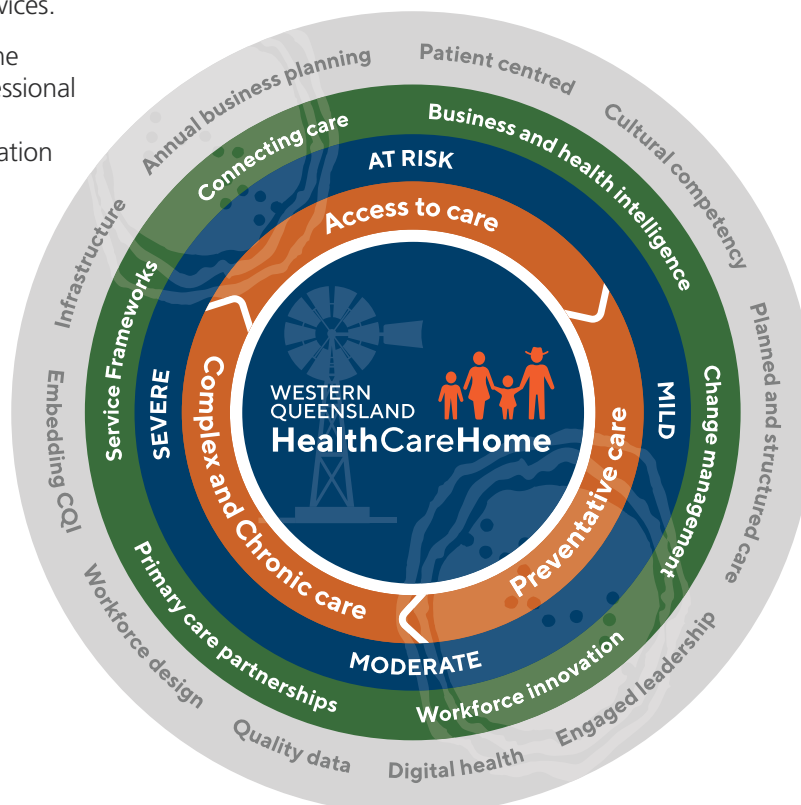 vices.
ne
essional
ation
Annual business planning
Patient centred
Cultural competency
Planned and structured care
Engaged leadership
Digital health
Quality data
Workforce design
Embedding CQI
Infrastructure
Connecting care
Business and health intelligence
Change management
Workforce innovation
Primary care partnerships
Service Frameworks
AT RISK
MILD
MODERATE
SEVERE
Access to care
Preventative care
Complex and Chronic care
WESTERN
QUEENSLAND
HealthCareHome